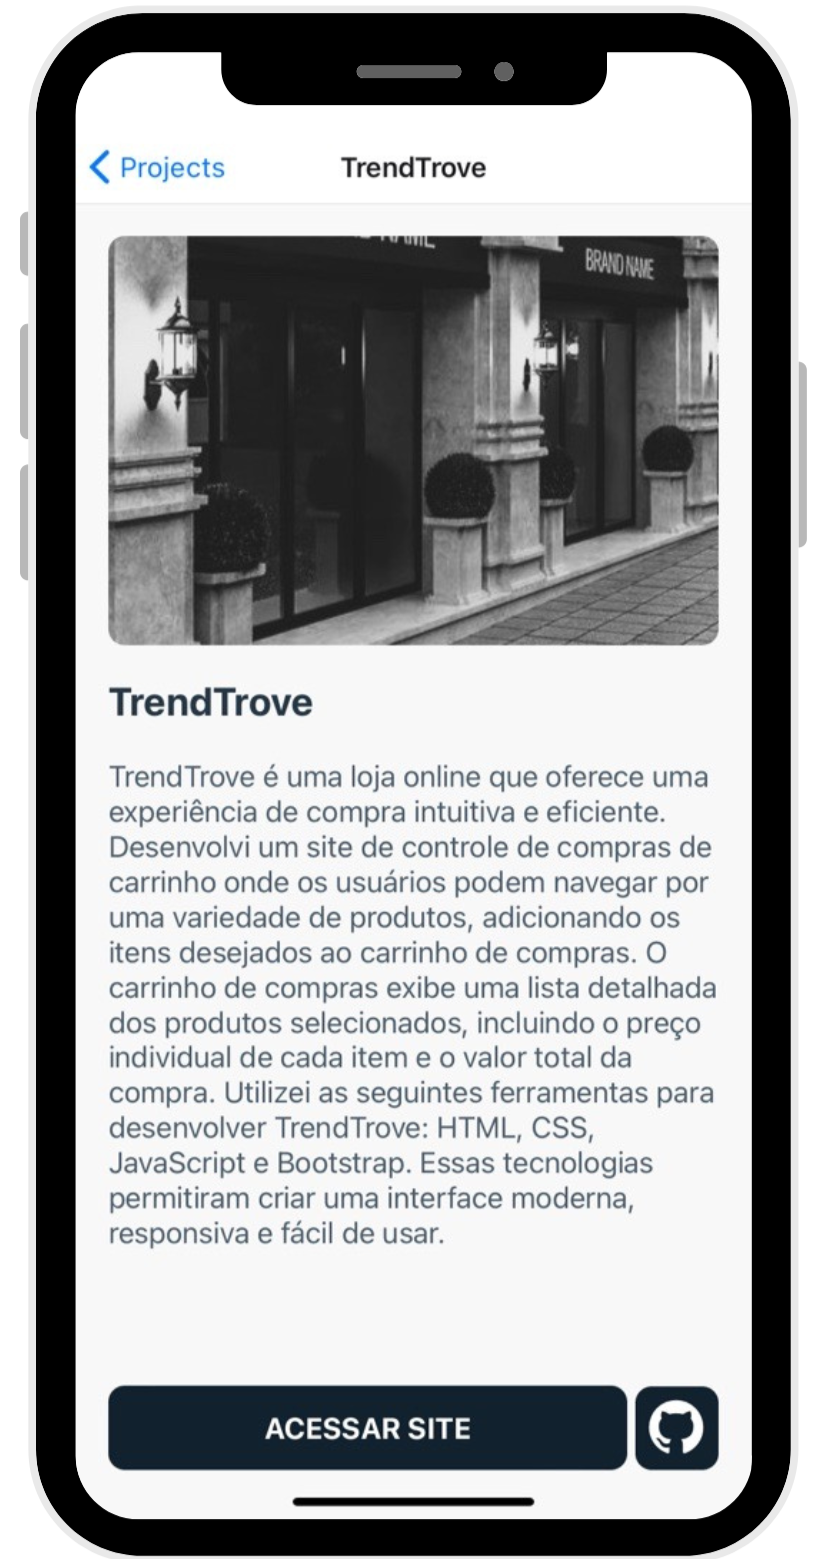 Projects
TrendTrove
NAME
BRAND NAME
TrendTrove
TrendTrove é uma loja online que oferece uma
experiência de compra intuitiva e eficiente.
Desenvolvi um site de controle de compras de
carrinho onde os usuários podem navegar por
uma variedade de produtos, adicionando os
itens desejados ao carrinho de compras. O
carrinho de compras exibe uma lista detalhada
dos produtos selecionados, incluindo o preço
individual de cada item e o valor total da
compra. Utilizei as seguintes ferramentas para
desenvolver TrendTrove: HTML, CSS,
JavaScript e Bootstrap. Essas tecnologias
permitiram criar uma interface moderna,
responsiva e fácil de usar.
ACESSAR SITE